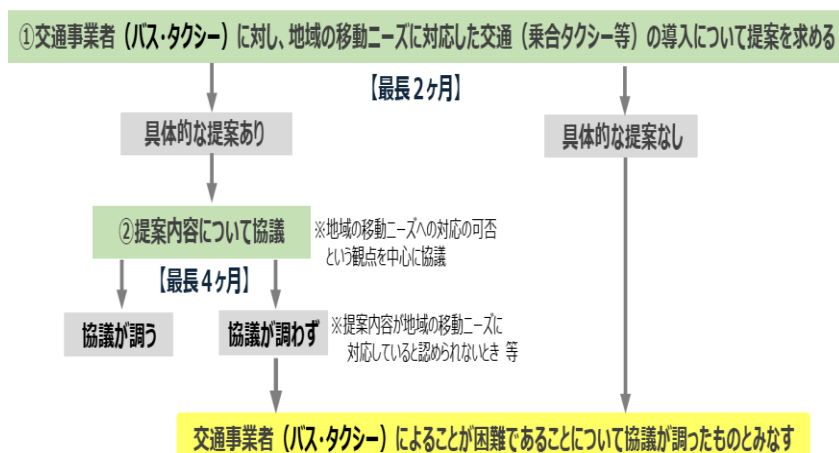 ①交通事業者（バス・タクシー）に対し、地域の移動ニーズに対応した交通（乗合タクシー等）の導入について提案を求める
【最長２ヶ月】
具体的な提案あり
具体的な提案なし
②提案内容について協議
※地域の移動ニーズへの対応の可否
という観点を中心に協議
【最長４ヶ月】
協議が調う
協議が調わず
※提案内容が地域の移動ニーズに
対応していると認められないとき 等
交通事業者（バス・タクシー）によることが困難であることについて協議が調ったものとみなす